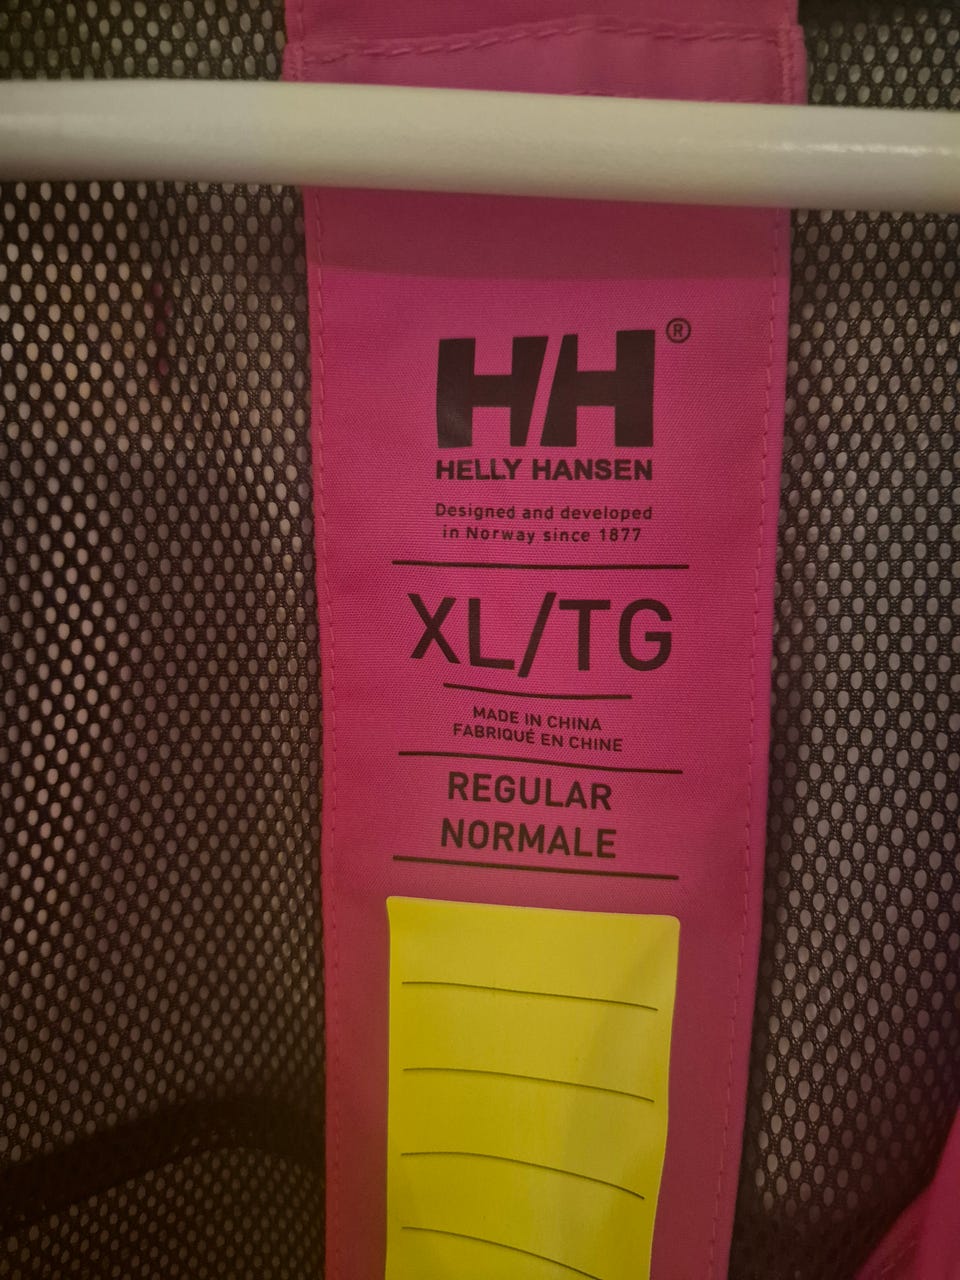 HH®
HELLY HANSEN
Designed and developed
in Norway since 1877
XL/TG
MADE IN CHINA
FABRIQUÉ EN CHINE
REGULAR
NORMALE